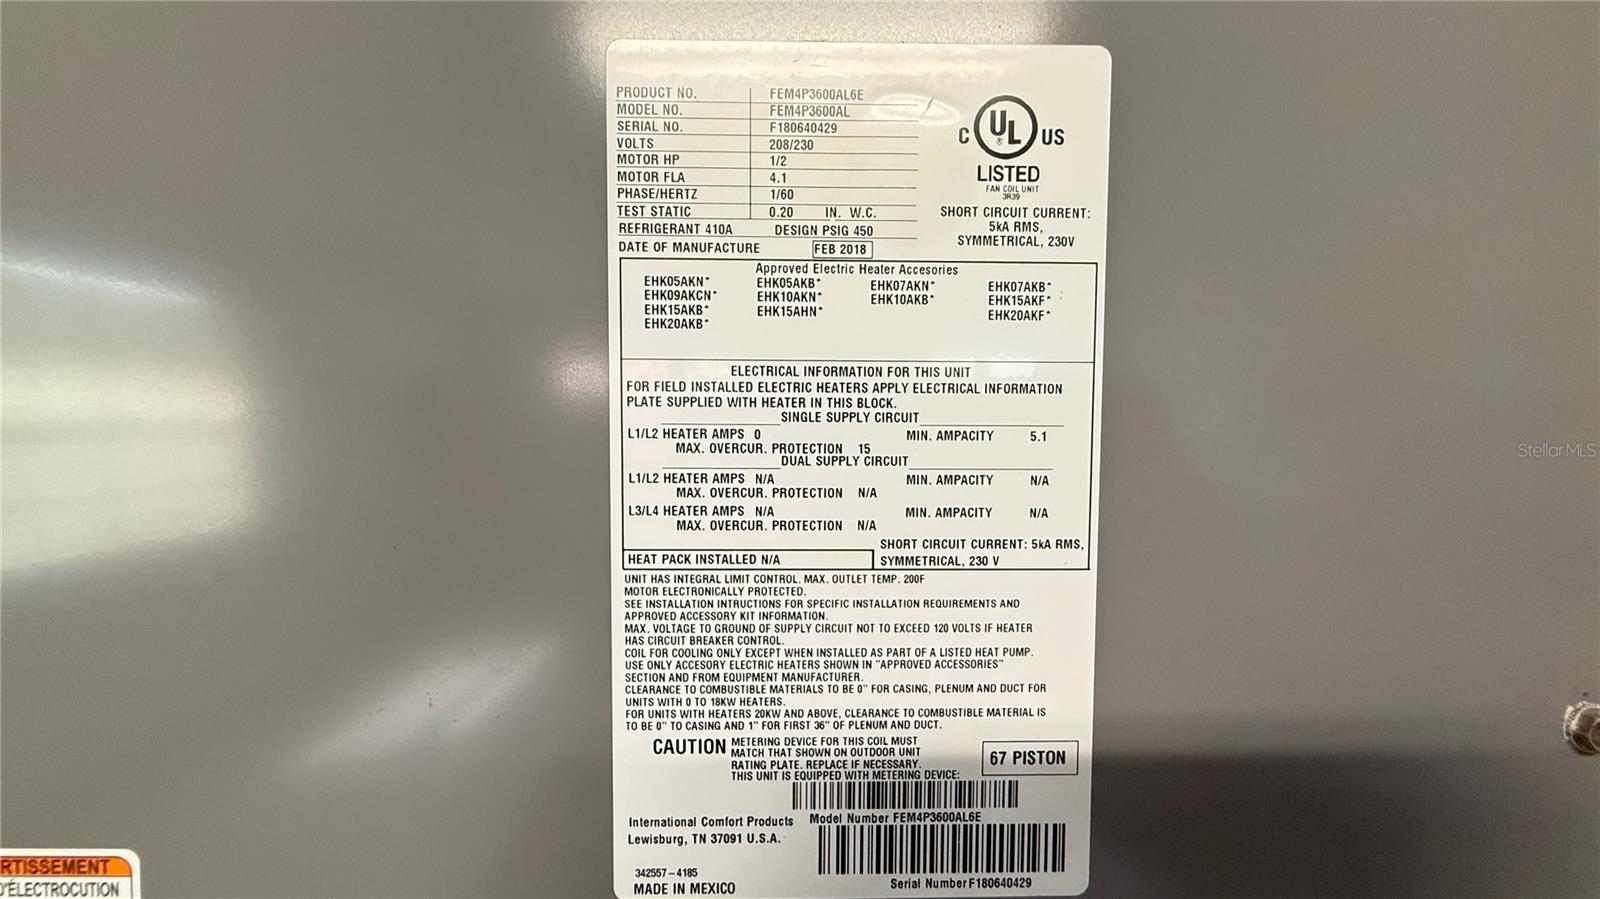 PRODUCT NO. FEM4P3600AL6E
MODEL NO. FEM4P3600AL
SERIAL NO. F180640429
VOLTS 208/230
MOTOR HP 1/2
MOTOR FLA 4.1
PHASE/HERTZ 1/60
TEST STATIC 0.20 IN. W.C.
REFRIGERANT 410A DESIGN PSIG 450
DATE OF MANUFACTURE FEB 2018
C UL ® US
LISTED
FAN COIL UNIT
3R39
SHORT CIRCUIT CURRENT:
5kA RMS,
SYMMETRICAL, 230V
Approved Electric Heater Accesories
EHK05AKN* EHK05AKB* EHK07AKN* EHK07AKB*
EHK09AKCN* EHK10AKN* EHK10AKB* EHK15AKF*
EHK15AKB* EHK15AHN* EHK20AKF*
EHK20AKB*
ELECTRICAL INFORMATION FOR THIS UNIT
FOR FIELD INSTALLED ELECTRIC HEATERS APPLY ELECTRICAL INFORMATION
PLATE SUPPLIED WITH HEATER IN THIS BLOCK.
SINGLE SUPPLY CIRCUIT
L1/L2 HEATER AMPS 0 MIN. AMPACITY 5.1
MAX. OVERCUR. PROTECTION 15
DUAL SUPPLY CIRCUIT
L1/L2 HEATER AMPS N/A MIN. AMPACITY N/A
MAX. OVERCUR. PROTECTION N/A
L3/L4 HEATER AMPS N/A MIN. AMPACITY N/A
MAX. OVERCUR. PROTECTION N/A
SHORT CIRCUIT CURRENT: 5kA RMS,
HEAT PACK INSTALLED N/A SYMMETRICAL, 230 V
UNIT HAS INTEGRAL LIMIT CONTROL. MAX. OUTLET TEMP. 200F
MOTOR ELECTRONICALLY PROTECTED.
SEE INSTALLATION INTRUCTIONS FOR SPECIFIC INSTALLATION REQUIREMENTS AND
APPROVED ACCESSORY KIT INFORMATION.
MAX. VOLTAGE TO GROUND OF SUPPLY CIRCUIT NOT TO EXCEED 120 VOLTS IF HEATER
HAS CIRCUIT BREAKER CONTROL.
COIL FOR COOLING ONLY EXCEPT WHEN INSTALLED AS PART OF A LISTED HEAT PUMP.
USE ONLY ACCESORY ELECTRIC HEATERS SHOWN IN "APPROVED ACCESSORIES"
SECTION AND FROM EQUIPMENT MANUFACTURER.
CLEARANCE TO COMBUSTIBLE MATERIALS TO BE 0" FOR CASING, PLENUM AND DUCT FOR
UNITS WITH 0 TO 18KW HEATERS.
FOR UNITS WITH HEATERS 20KW AND ABOVE, CLEARANCE TO COMBUSTIBLE MATERIAL IS
TO BE 0" TO CASING AND 1" FOR FIRST 36" OF PLENUM AND DUCT.
CAUTION METERING DEVICE FOR THIS COIL MUST
MATCH THAT SHOWN ON OUTDOOR UNIT
RATING PLATE. REPLACE IF NECESSARY.
THIS UNIT IS EQUIPPED WITH METERING DEVICE:
67 PISTON
International Comfort Products Model Number FEM4P3600AL6E
Lewisburg, TN 37091 U.S.A.
342557-4185
MADE IN MEXICO
Serial Number F180640429
RTISSEMENT
D'ÉLECTROCUTION
StellarMLS